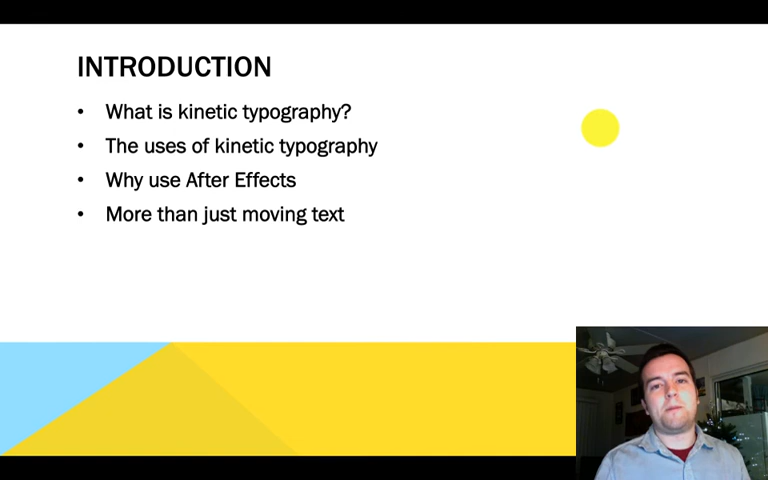 INTRODUCTION
• What is kinetic typography?
• The uses of kinetic typography
• Why use After Effects
• More than just moving text